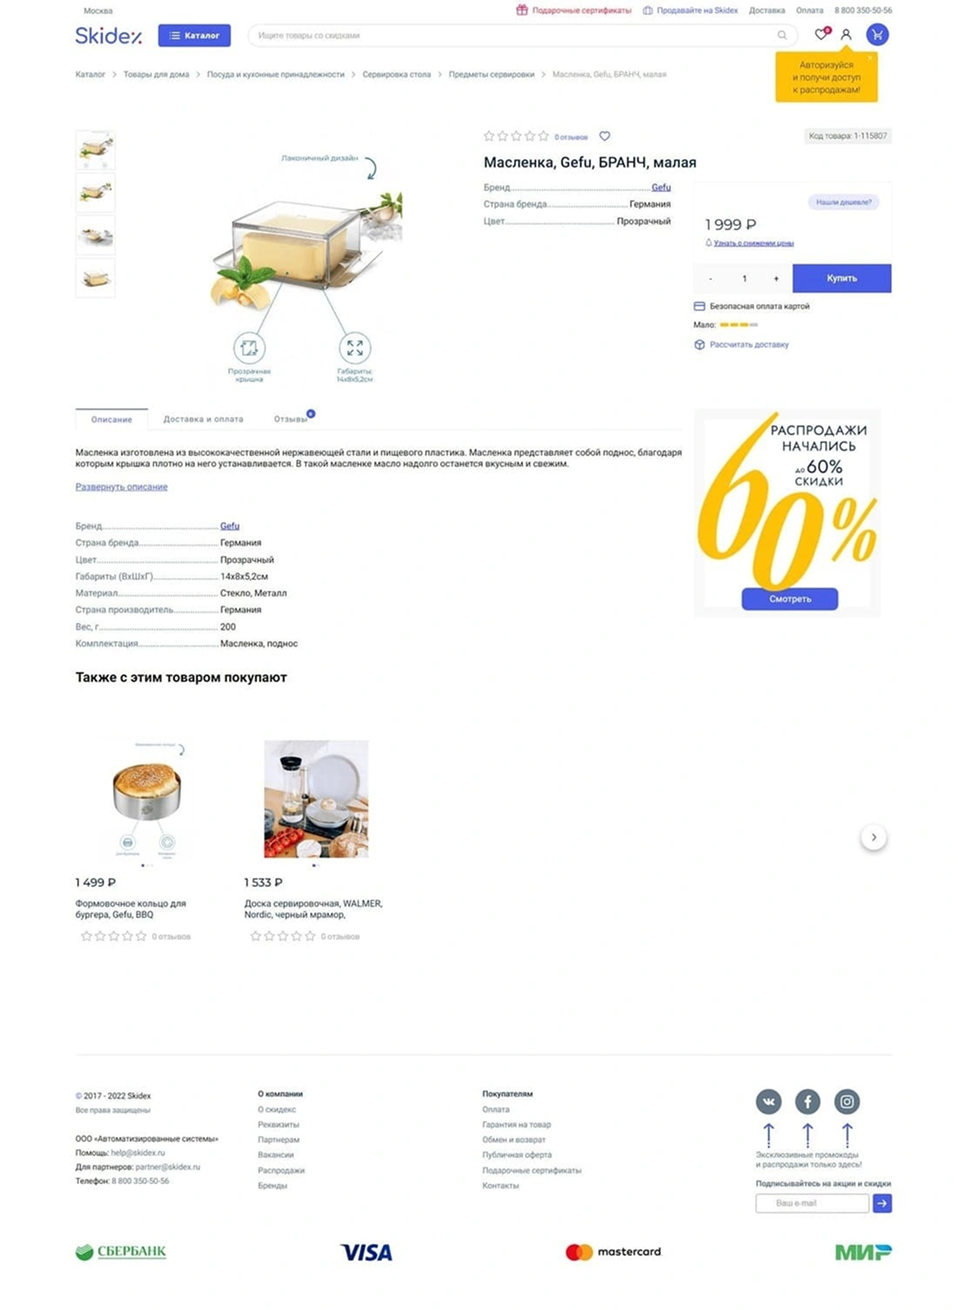 Москва
Подарочные сертификаты
Продавайте на Skidex
Доставка
Оплата
8 800 350-50-56
Skidex
Каталог
Ищите товары со скидками
0
Авторизуйся
и получи доступ
к распродажам!
Каталог > Товары для дома > Посуда и кухонные принадлежности > Сервировка стола > Предметы сервировки > Масленка, Gefu, БРАНЧ, малая
Лаконичный дизайн
Прозрачная
крышка
Габариты:
14х8х5,2см
0 отзывов
Код товара: 1-115807
Масленка, Gefu, БРАНЧ, малая
Бренд Gefu
Страна бренда Германия
Цвет Прозрачный
Нашли дешевле?
1 999 ₽
Узнать о снижении цены
- 1 +
Купить
Безопасная оплата картой
Мало:
Рассчитать доставку
Описание
Доставка и оплата
Отзывы
Масленка изготовлена из высококачественной нержавеющей стали и пищевого пластика. Масленка представляет собой поднос, благодаря
которым крышка плотно на него устанавливается. В такой масленке масло надолго останется вкусным и свежим.
Развернуть описание
Бренд Gefu
Страна бренда Германия
Цвет Прозрачный
Габариты (ВхШхГ) 14х8х5,2см
Материал Стекло, Металл
Страна производитель Германия
Вес, г. 200
Комплектация Масленка, поднос
РАСПРОДАЖИ
НАЧАЛИСЬ
до 60%
СКИДКИ
60%
Смотреть
Также с этим товаром покупают
1 499 ₽
Формовочное кольцо для
бургера, Gefu, BBQ
0 отзывов
1 533 ₽
Доска сервировочная, WALMER,
Nordic, черный мрамор,
0 отзывов
© 2017 - 2022 Skidex
Все права защищены
ООО «Автоматизированные системы»
Помощь: help@skidex.ru
Для партнеров: partner@skidex.ru
Телефон: 8 800 350-50-56
О компании
О скидекс
Реквизиты
Партнерам
Вакансии
Распродажи
Бренды
Покупателям
Оплата
Гарантия на товар
Обмен и возврат
Публичная оферта
Подарочные сертификаты
Контакты
Эксклюзивные промокоды
и распродажи только здесь!
Подписывайтесь на акции и скидки
Ваш e-mail
СБЕРБАНК
VISA
mastercard
МИР